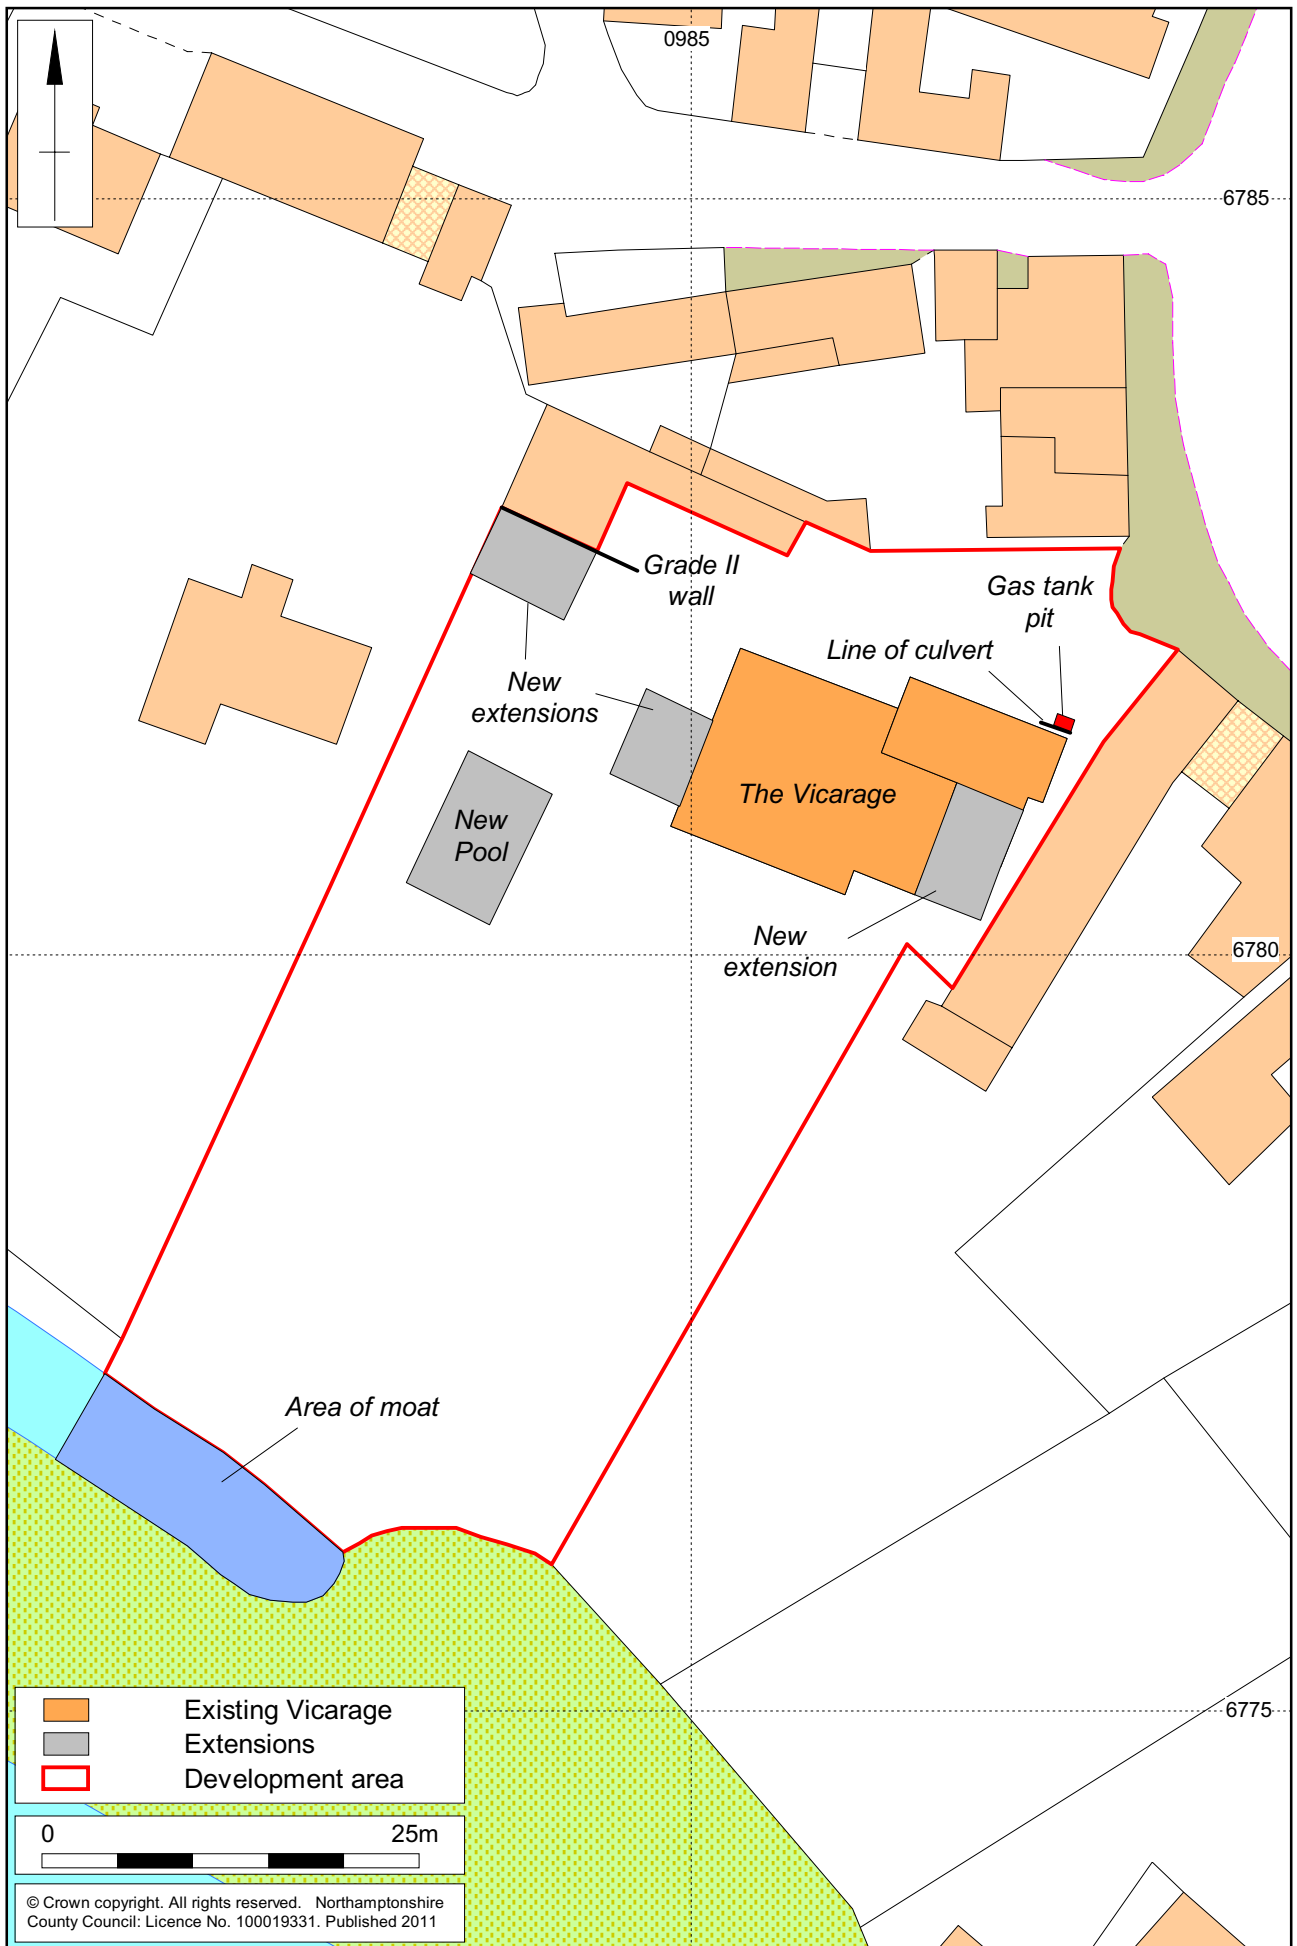 0985
6785
Grade II
wall
Gas tank
pit
Line of culvert
New
extensions
The Vicarage
New
Pool
New
extension
6780
Area of moat
6775
Existing Vicarage
Extensions
Development area
0 25m
© Crown copyright. All rights reserved. Northamptonshire
County Council: Licence No. 100019331. Published 2011